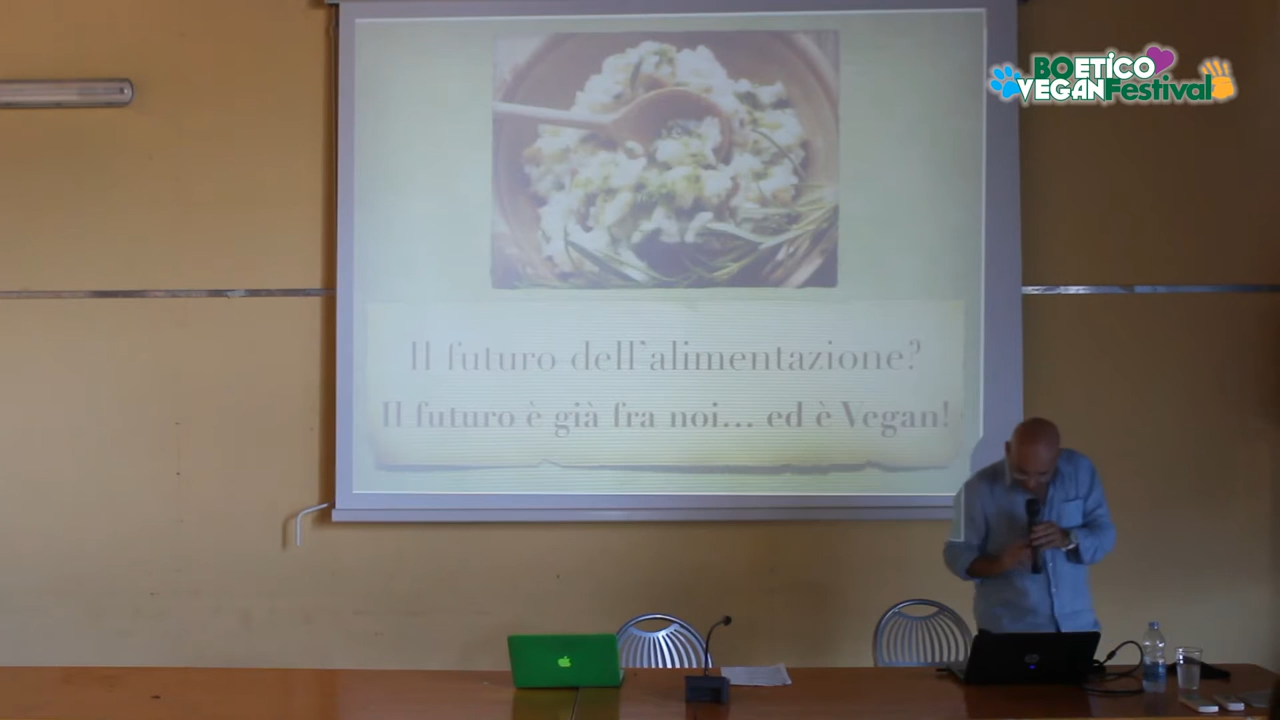 BOETICO
VEGANFestival
Il futuro dell'alimentazione?
Il futuro è già fra noi... ed è Vegan!